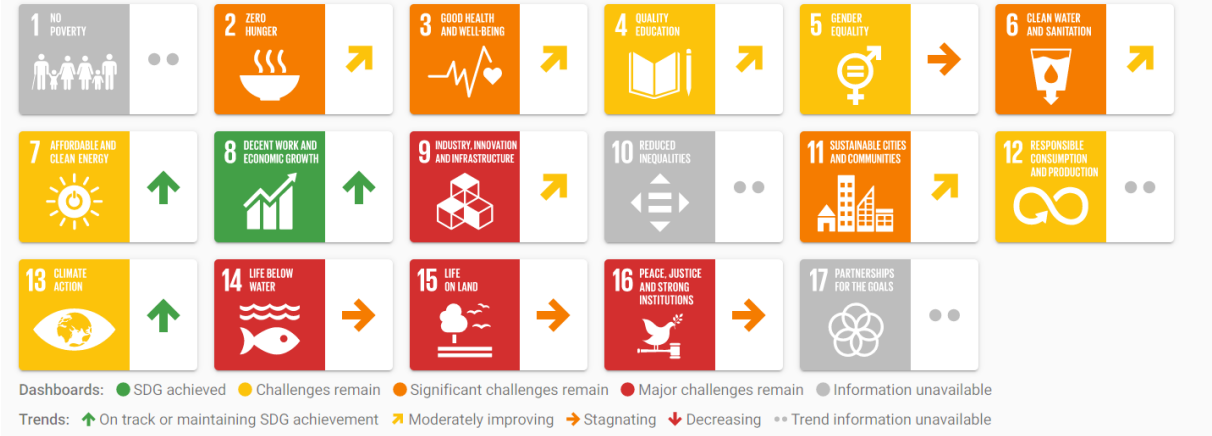 1 NO
POVERTY
2 ZERO
HUNGER
3 GOOD HEALTH
AND WELL-BEING
4 QUALITY
EDUCATION
5 GENDER
EQUALITY
6 CLEAN WATER
AND SANITATION
7 AFFORDABLE AND
CLEAN ENERGY
8 DECENT WORK AND
ECONOMIC GROWTH
9 INDUSTRY, INNOVATION
AND INFRASTRUCTURE
10 REDUCED
INEQUALITIES
11 SUSTAINABLE CITIES
AND COMMUNITIES
12 RESPONSIBLE
CONSUMPTION
AND PRODUCTION
13 CLIMATE
ACTION
14 LIFE BELOW
WATER
15 LIFE
ON LAND
16 PEACE, JUSTICE
AND STRONG
INSTITUTIONS
17 PARTNERSHIPS
FOR THE GOALS
Dashboards: SDG achieved Challenges remain Significant challenges remain Major challenges remain Information unavailable
Trends: On track or maintaining SDG achievement Moderately improving Stagnating Decreasing Trend information unavailable